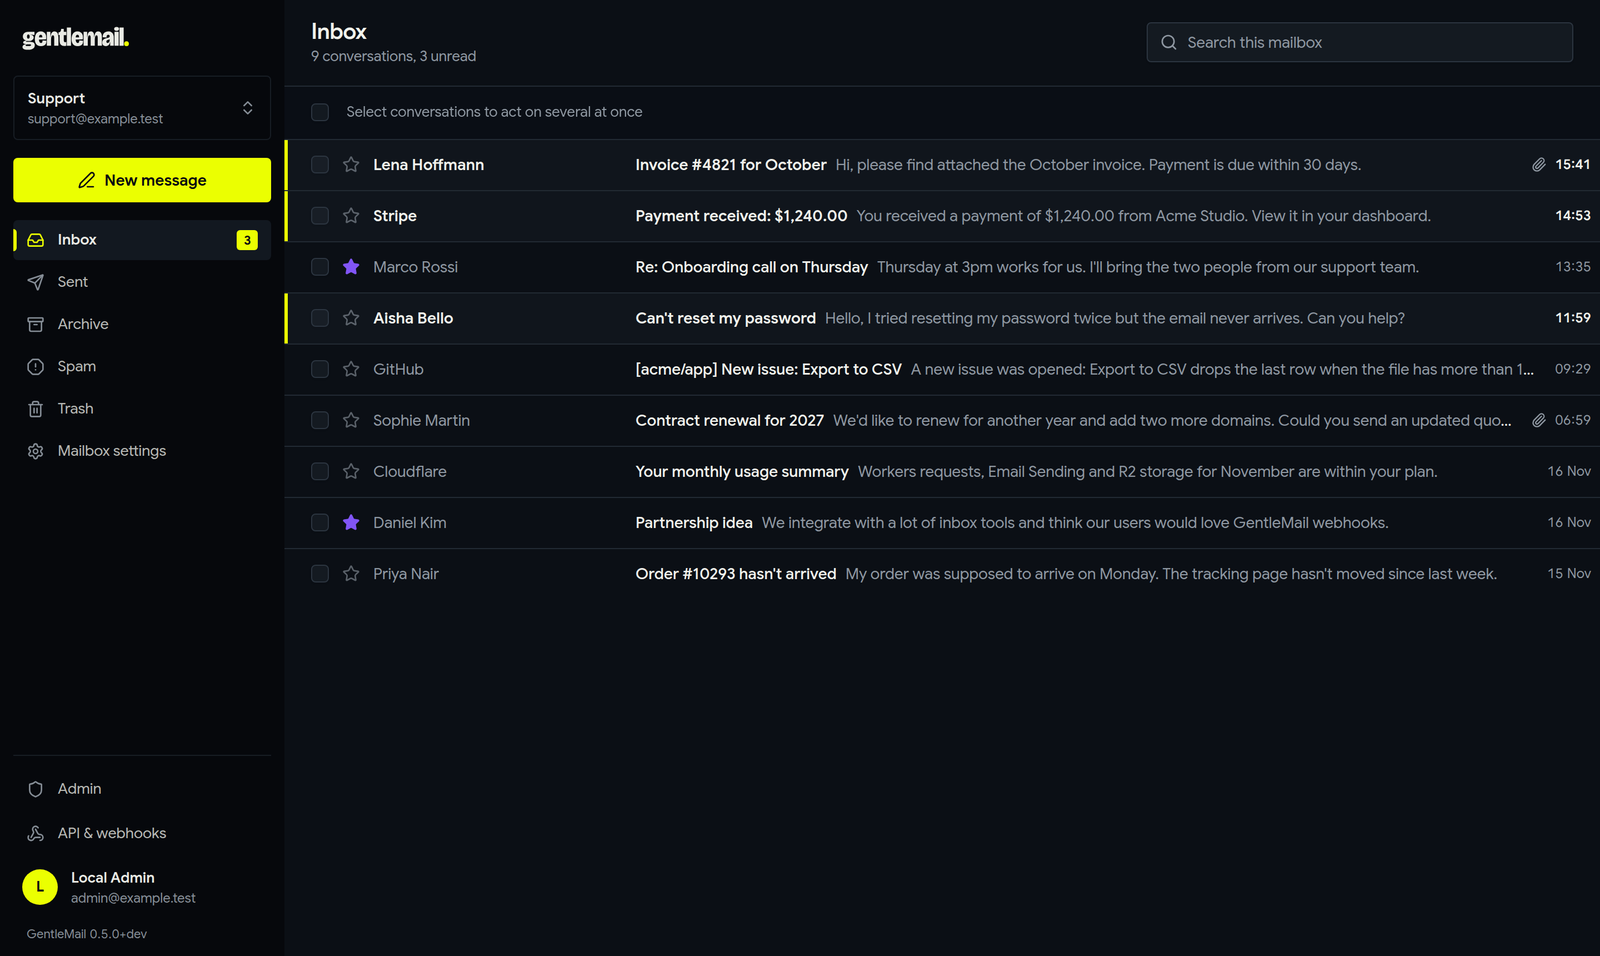 gentlemail.
Support
support@example.test
New message
Inbox 3
Sent
Archive
Spam
Trash
Mailbox settings
Admin
API & webhooks
L
Local Admin
admin@example.test
GentleMail 0.5.0+dev
Inbox
9 conversations, 3 unread
Search this mailbox
Select conversations to act on several at once
Lena Hoffmann Invoice #4821 for October Hi, please find attached the October invoice. Payment is due within 30 days. 15:41
Stripe Payment received: $1,240.00 You received a payment of $1,240.00 from Acme Studio. View it in your dashboard. 14:53
Marco Rossi Re: Onboarding call on Thursday Thursday at 3pm works for us. I'll bring the two people from our support team. 13:35
Aisha Bello Can't reset my password Hello, I tried resetting my password twice but the email never arrives. Can you help? 11:59
GitHub [acme/app] New issue: Export to CSV A new issue was opened: Export to CSV drops the last row when the file has more than 1... 09:29
Sophie Martin Contract renewal for 2027 We'd like to renew for another year and add two more domains. Could you send an updated quo... 06:59
Cloudflare Your monthly usage summary Workers requests, Email Sending and R2 storage for November are within your plan. 16 Nov
Daniel Kim Partnership idea We integrate with a lot of inbox tools and think our users would love GentleMail webhooks. 16 Nov
Priya Nair Order #10293 hasn't arrived My order was supposed to arrive on Monday. The tracking page hasn't moved since last week. 15 Nov